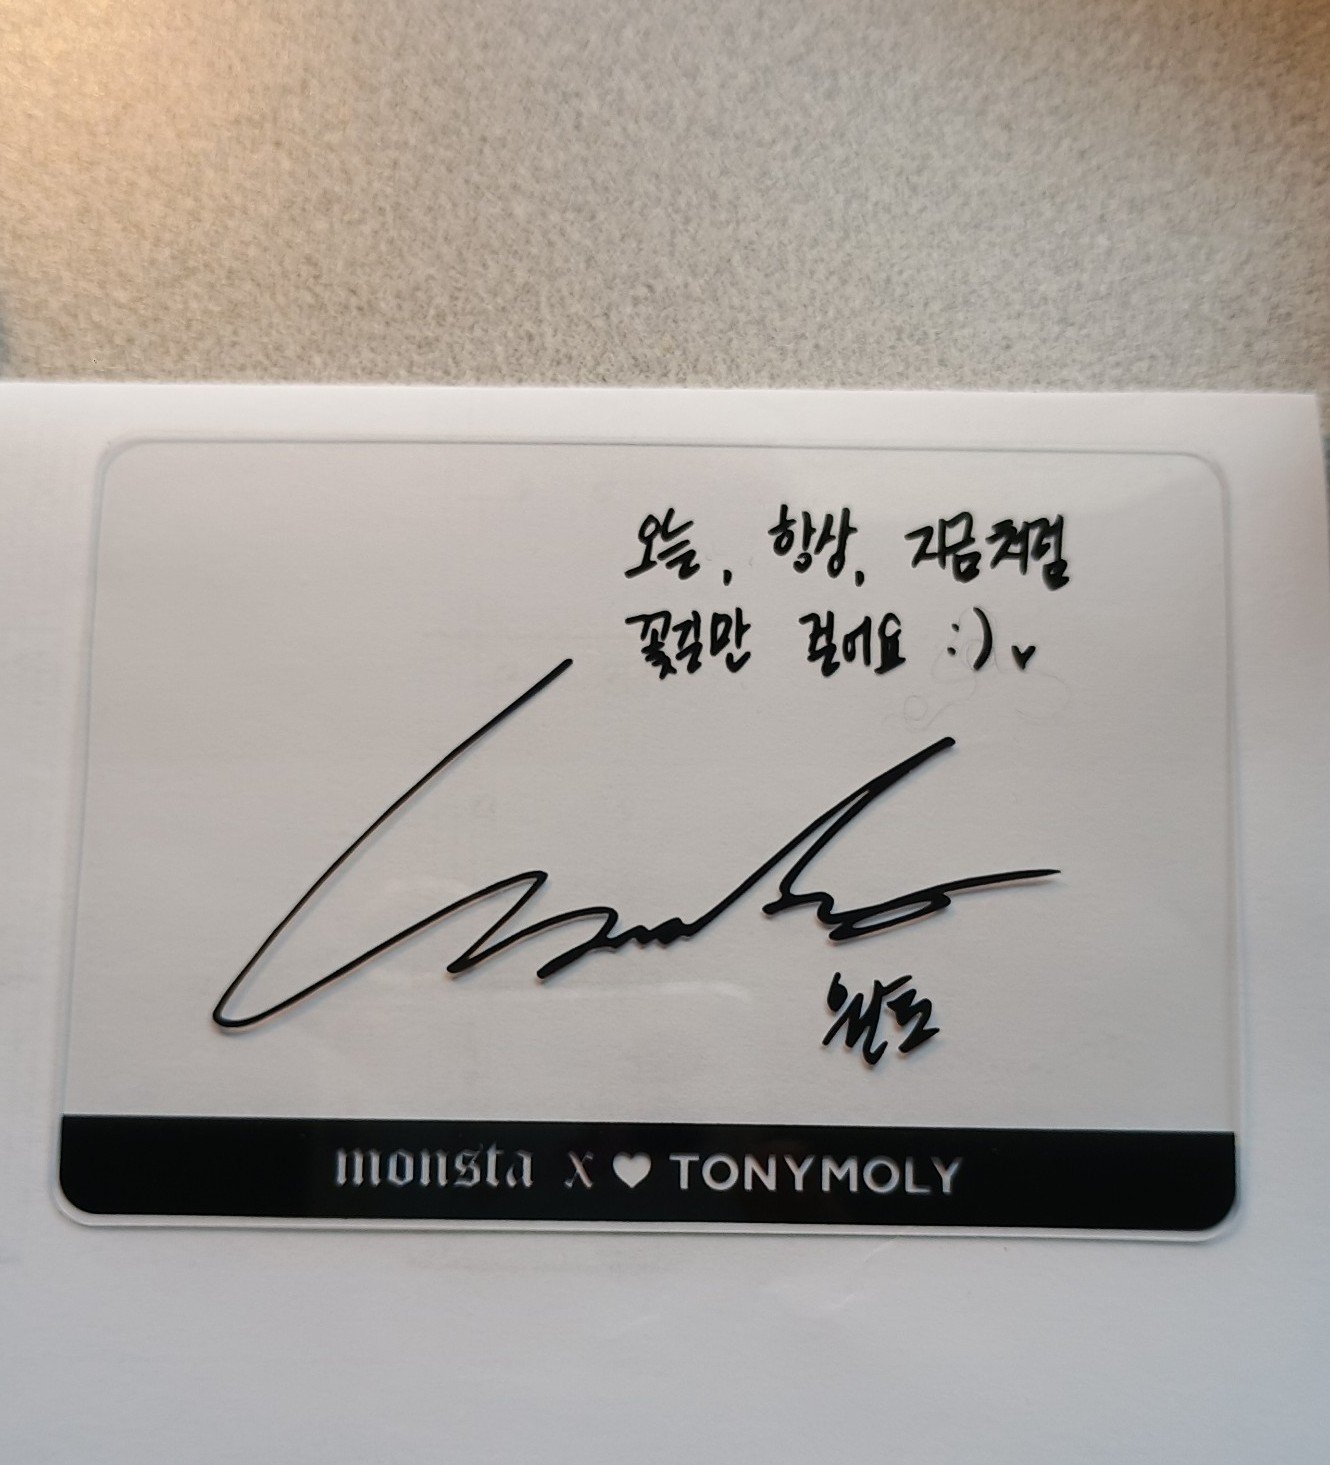 오늘, 항상, 지금처럼
꽃길만 걸어요 :) ♥
원호
monsta x ♥ TONYMOLY